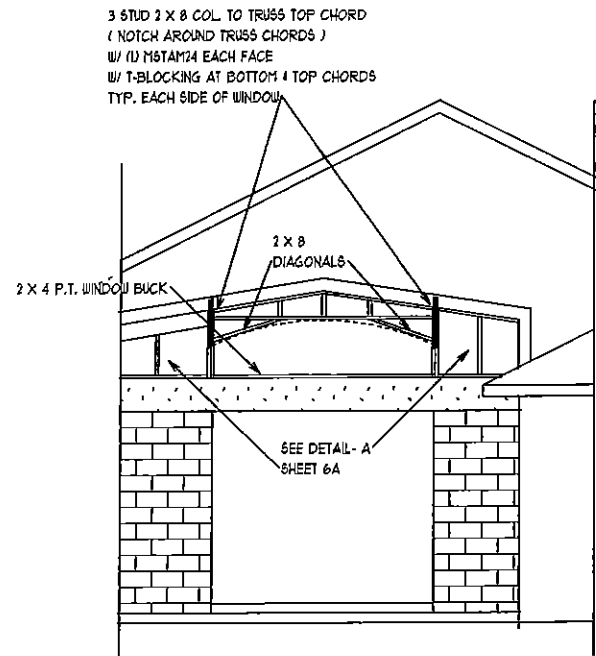 3 STUD 2 X 8 COL. TO TRUSS TOP CHORD
( NOTCH AROUND TRUSS CHORDS )
W/ (1) MSTAM24 EACH FACE
W/ T-BLOCKING AT BOTTOM & TOP CHORDS
TYP. EACH SIDE OF WINDOW
2 X 8
DIAGONALS
2 X 4 P.T. WINDOW BUCK
SEE DETAIL- A
SHEET 6A